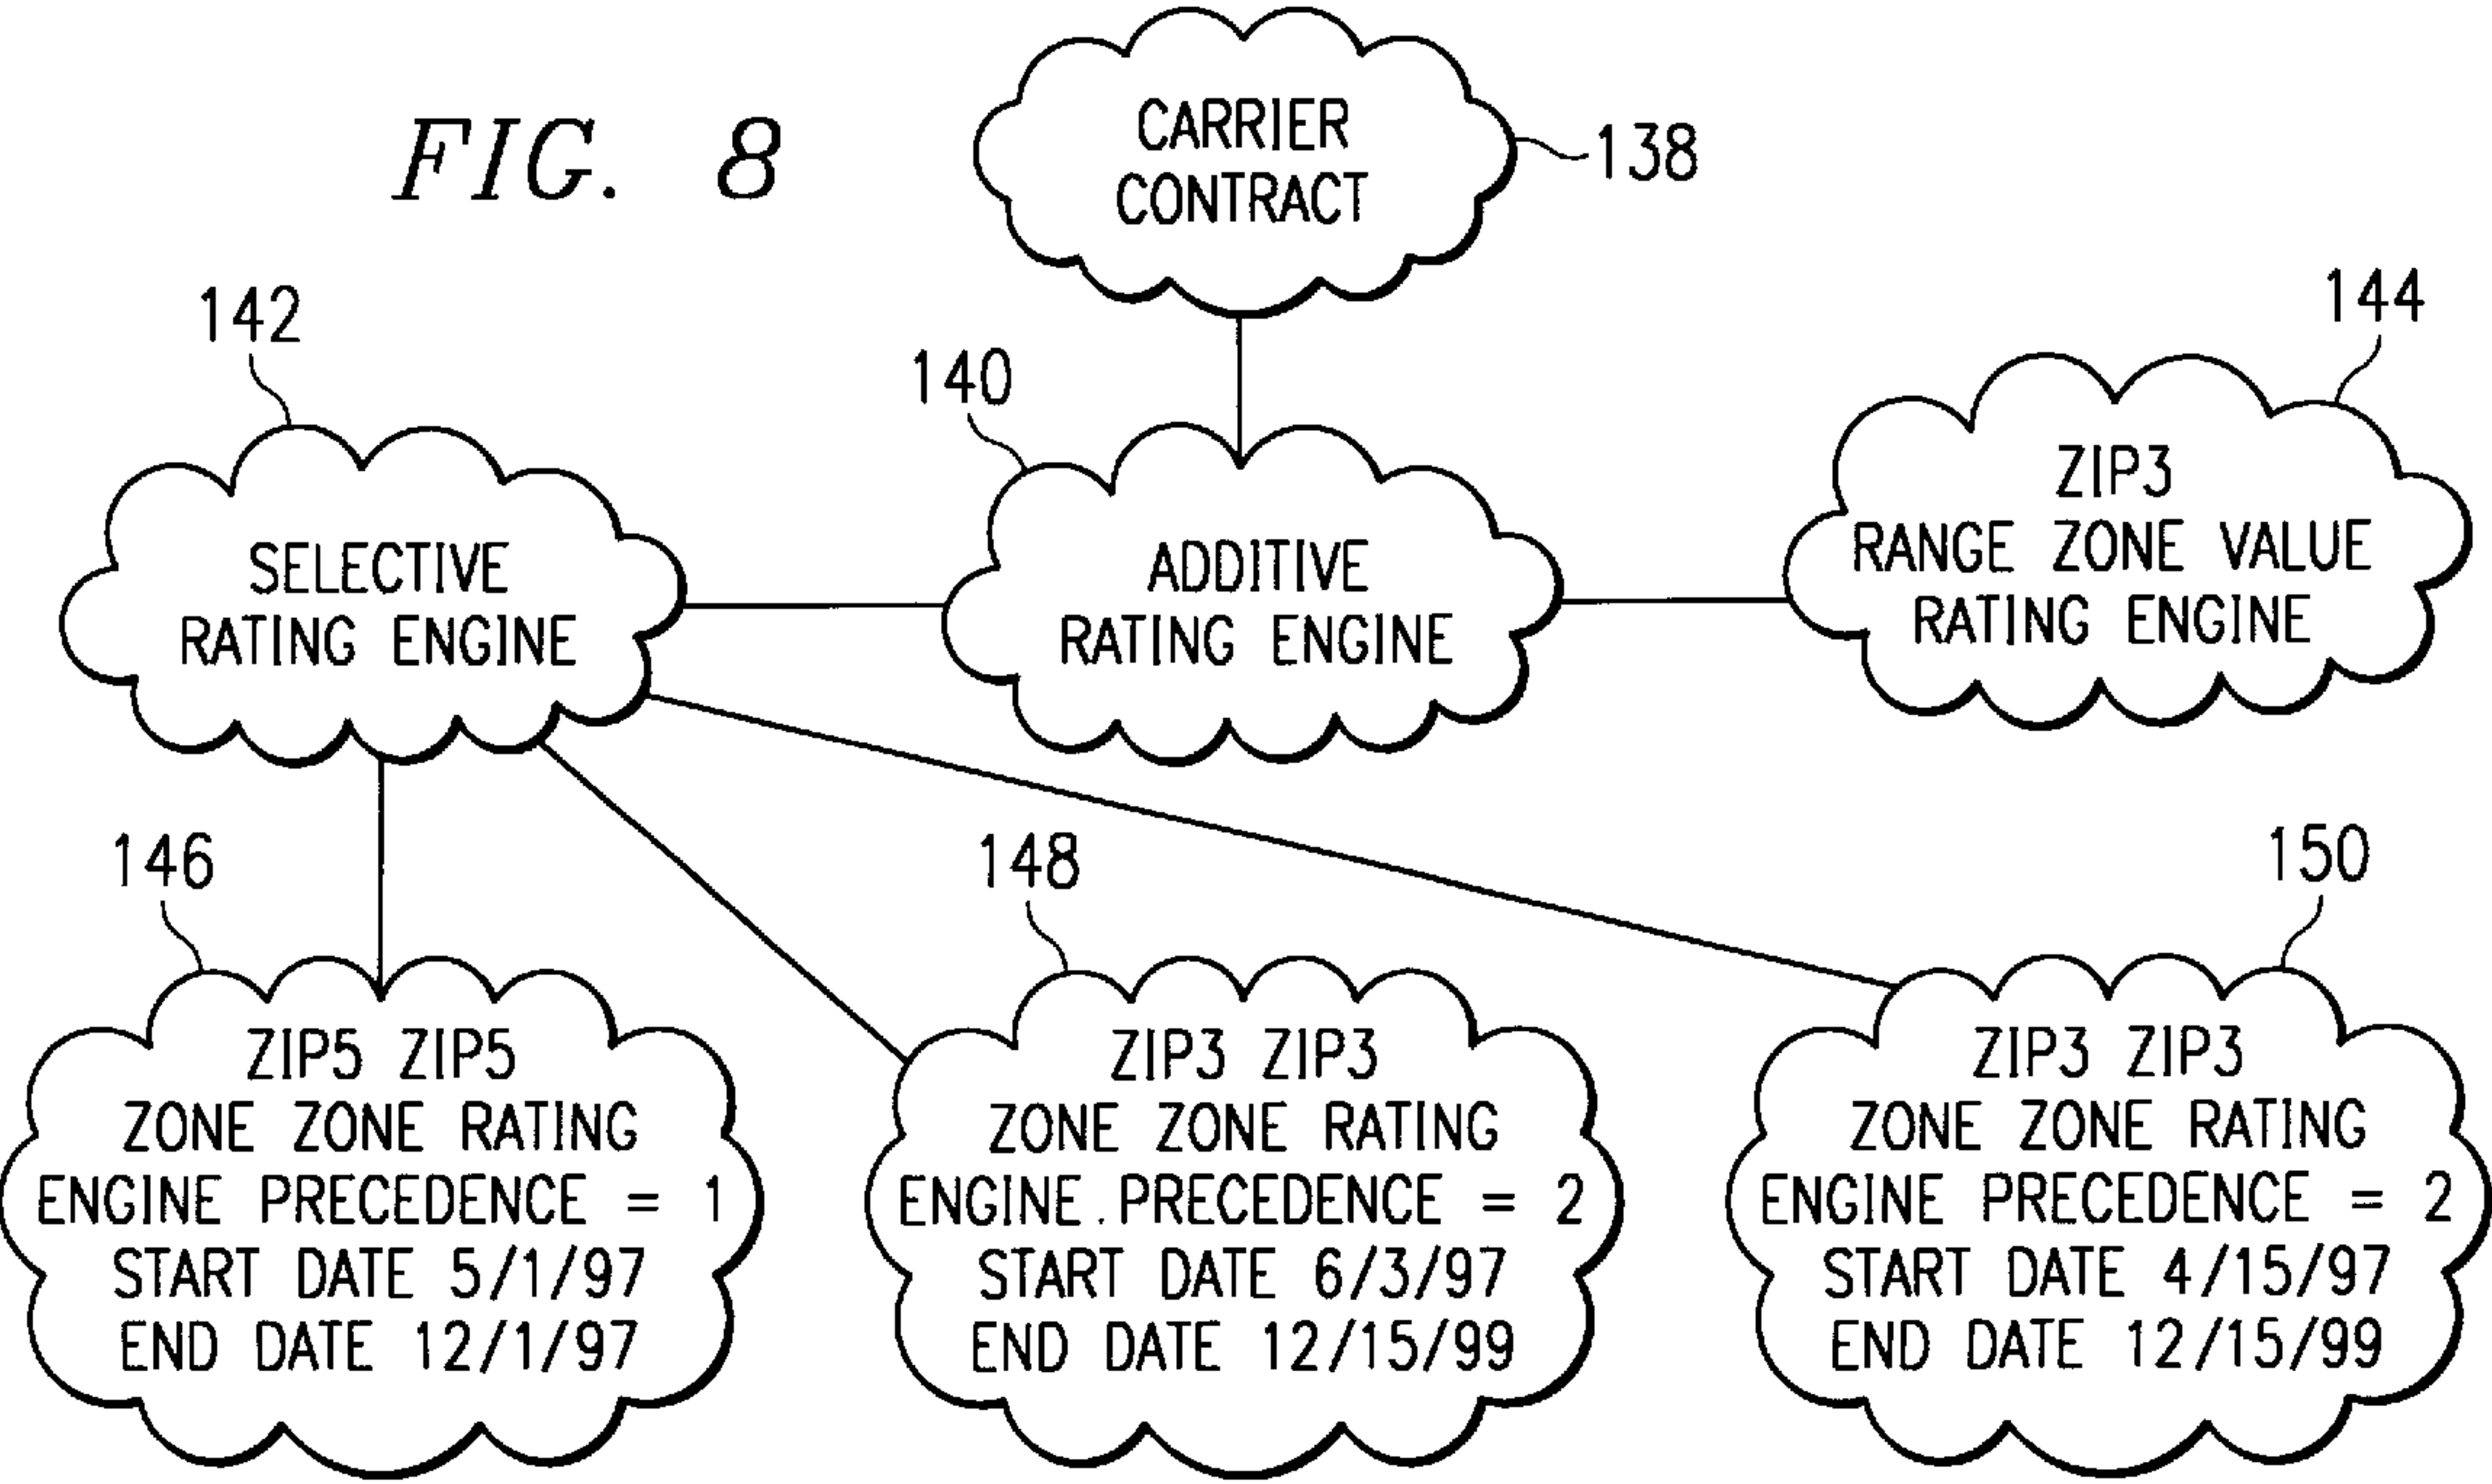 FIG. 8
CARRIER
CONTRACT
138
142
140
144
SELECTIVE
RATING ENGINE
ADDITIVE
RATING ENGINE
ZIP3
RANGE ZONE VALUE
RATING ENGINE
146
148
150
ZIP5 ZIP5
ZONE ZONE RATING
ENGINE PRECEDENCE = 1
START DATE 5/1/97
END DATE 12/1/97
ZIP3 ZIP3
ZONE ZONE RATING
ENGINE.PRECEDENCE = 2
START DATE 6/3/97
END DATE 12/15/99
ZIP3 ZIP3
ZONE ZONE RATING
ENGINE PRECEDENCE = 2
START DATE 4/15/97
END DATE 12/15/99